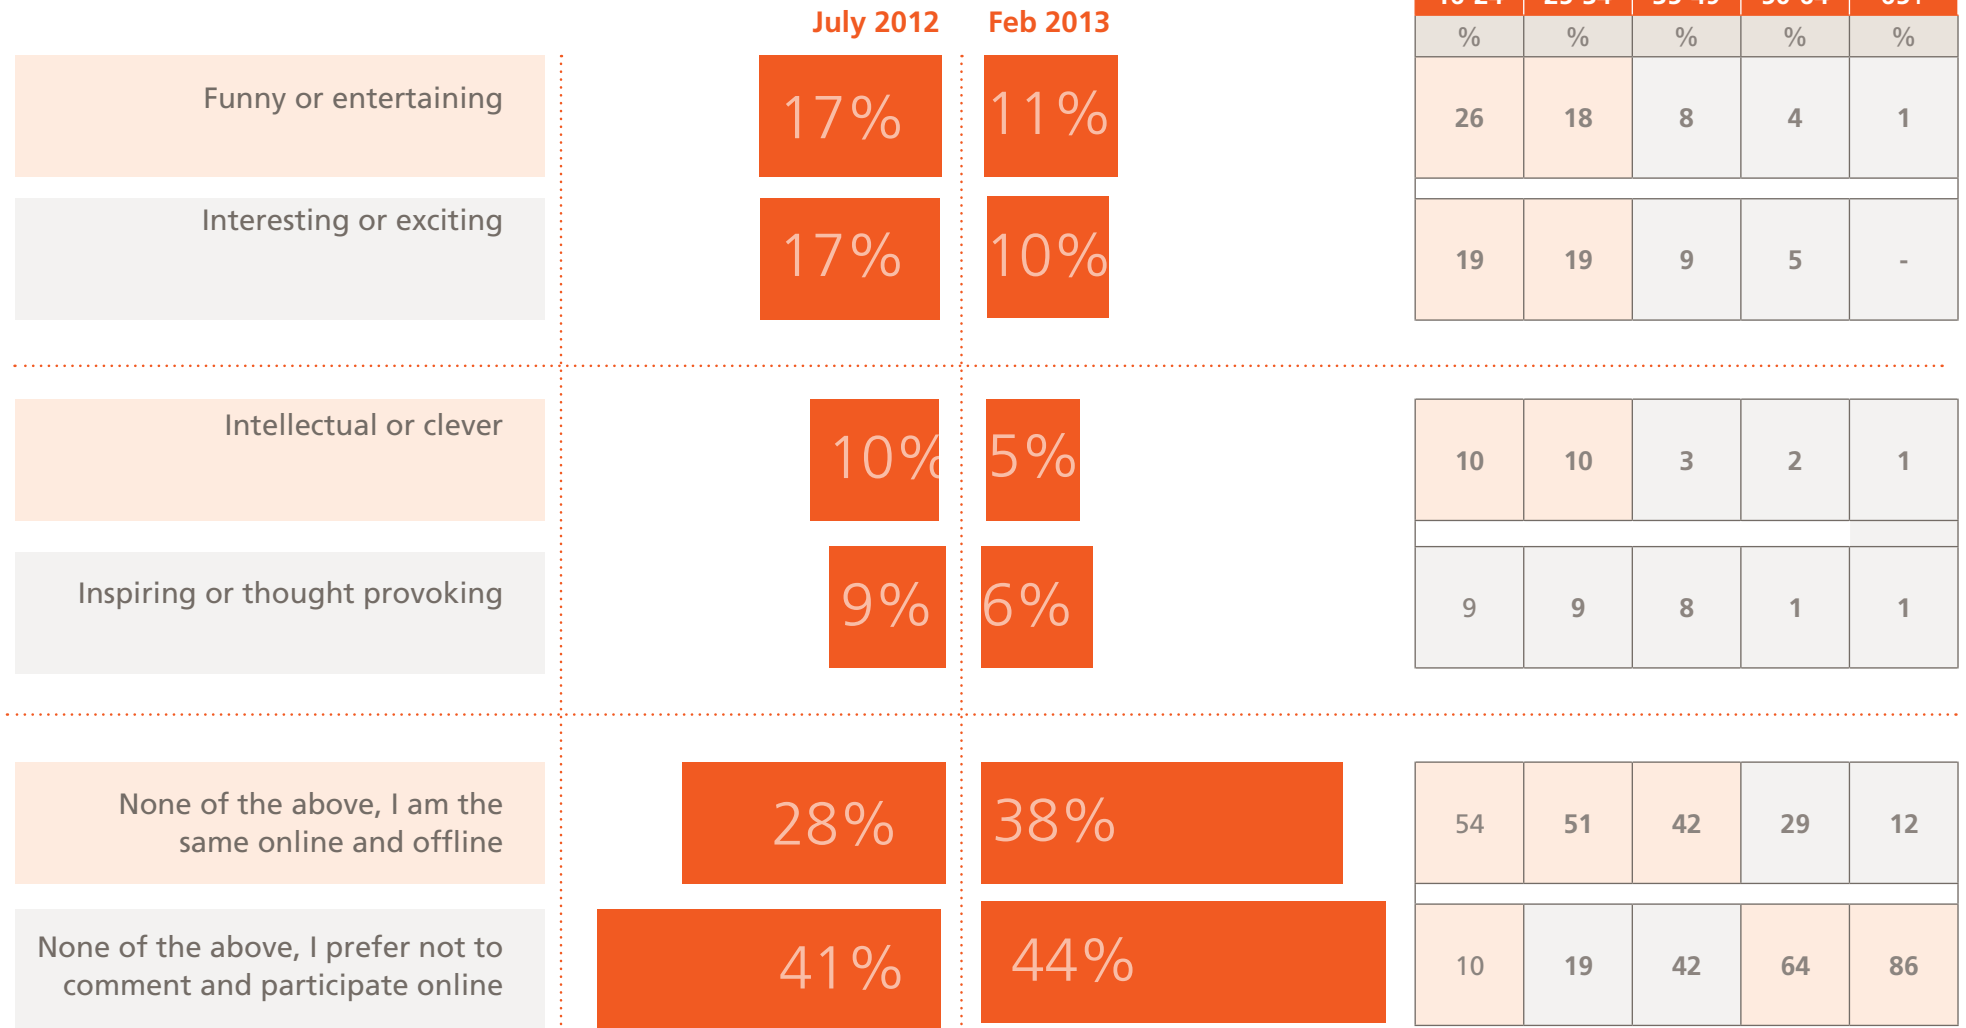 July 2012 Feb 2013
% % % % %
Funny or entertaining 17% 11% 26 18 8 4 1
Interesting or exciting 17% 10% 19 19 9 5 -
Intellectual or clever 10% 5% 10 10 3 2 1
Inspiring or thought provoking 9% 6% 9 9 8 1 1
None of the above, I am the
same online and offline 28% 38% 54 51 42 29 12
None of the above, I prefer not to
comment and participate online 41% 44% 10 19 42 64 86